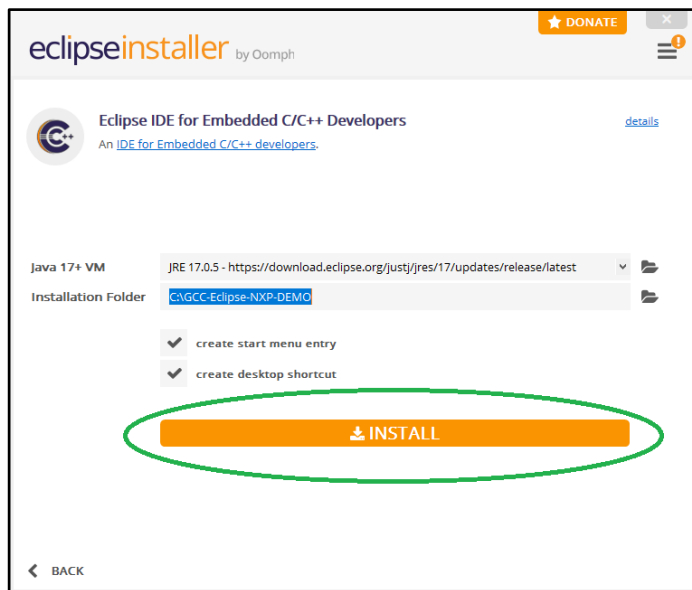 DONATE
eclipseinstaller by Oomph
Eclipse IDE for Embedded C/C++ Developers
details
An IDE for Embedded C/C++ developers.
Java 17+ VM
JRE 17.0.5 - https://download.eclipse.org/justj/jres/17/updates/release/latest
Installation Folder
C:\GCC-Eclipse-NXP-DEMO
create start menu entry
create desktop shortcut
INSTALL
BACK